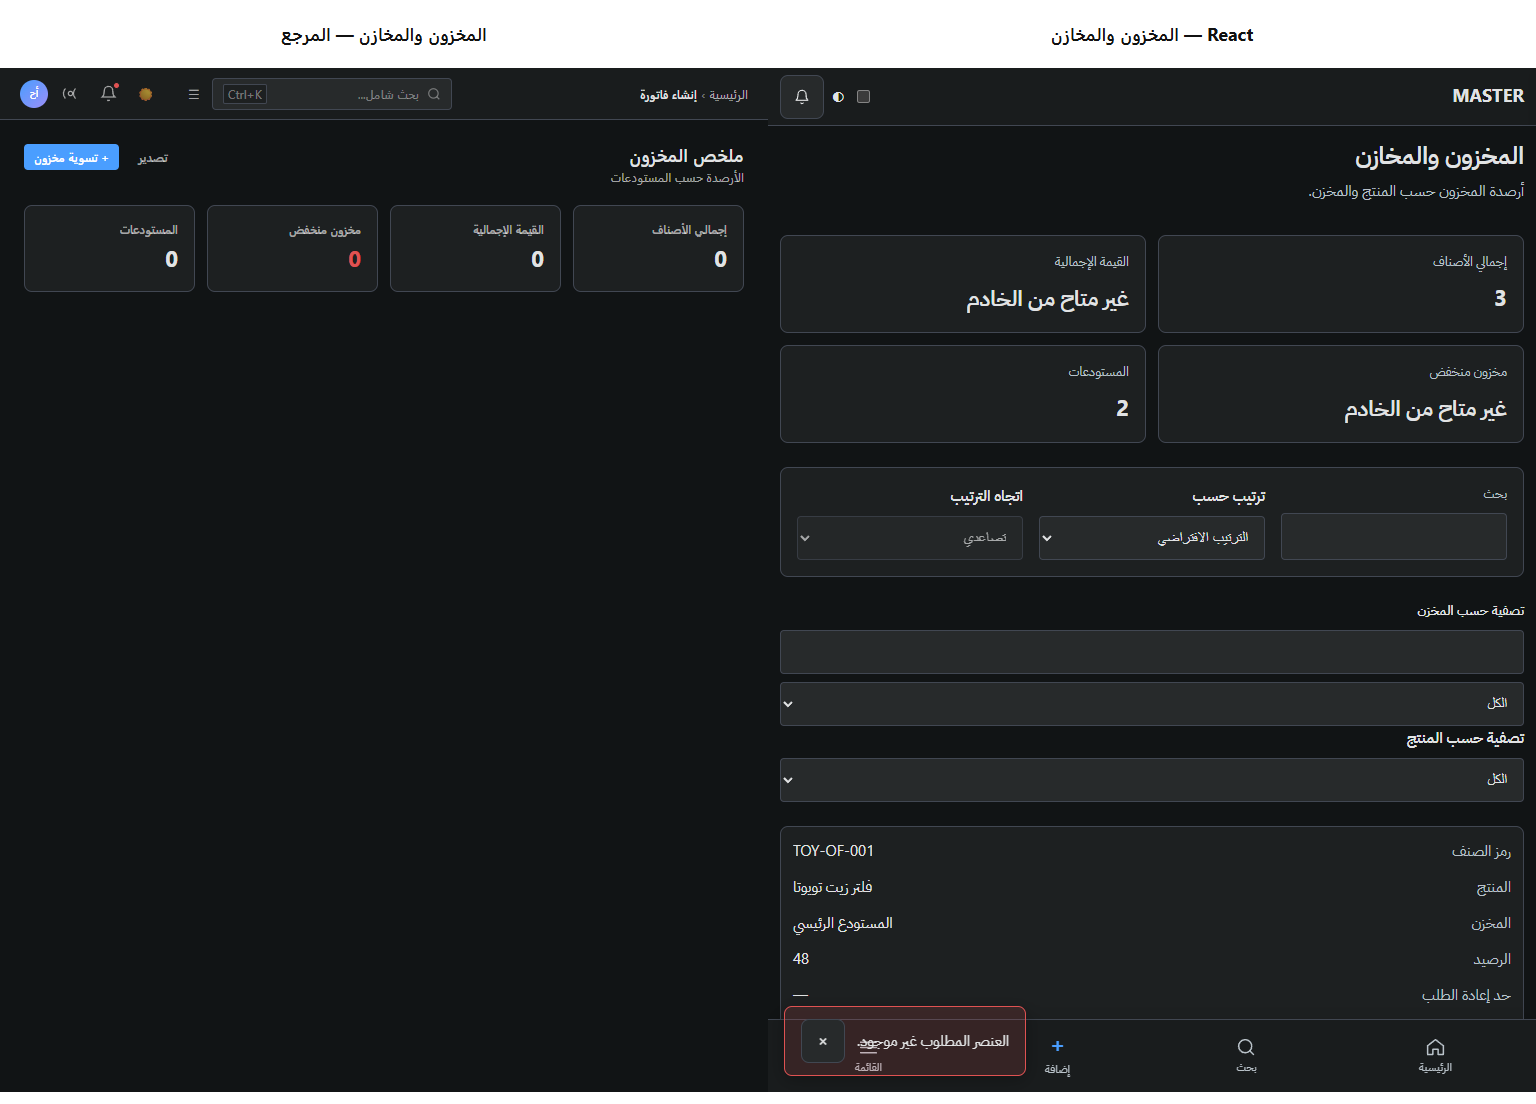 React — المخزون والمخازن
MASTER
المخزون والمخازن
أرصدة المخزون حسب المنتج والمخزن.
إجمالي الأصناف
3
القيمة الإجمالية
غير متاح من الخادم
مخزون منخفض
غير متاح من الخادم
المستودعات
2
بحث
ترتيب حسب
الترتيب الافتراضي
اتجاه الترتيب
تصاعدي
تصفية حسب المخزن
الكل
تصفية حسب المنتج
الكل
رمز الصنف TOY-OF-001
المنتج فلتر زيت تويوتا
المخزن المستودع الرئيسي
الرصيد 48
حد إعادة الطلب —
العنصر المطلوب غير موجود. ×
الرئيسية
بحث
+
إضافة
القائمة
المخزون والمخازن — المرجع
الرئيسية › إنشاء فاتورة
بحث شامل... Ctrl+K
أج
ملخص المخزون
الأرصدة حسب المستودعات
تصدير
+ تسوية مخزون
إجمالي الأصناف
0
القيمة الإجمالية
0
مخزون منخفض
0
المستودعات
0